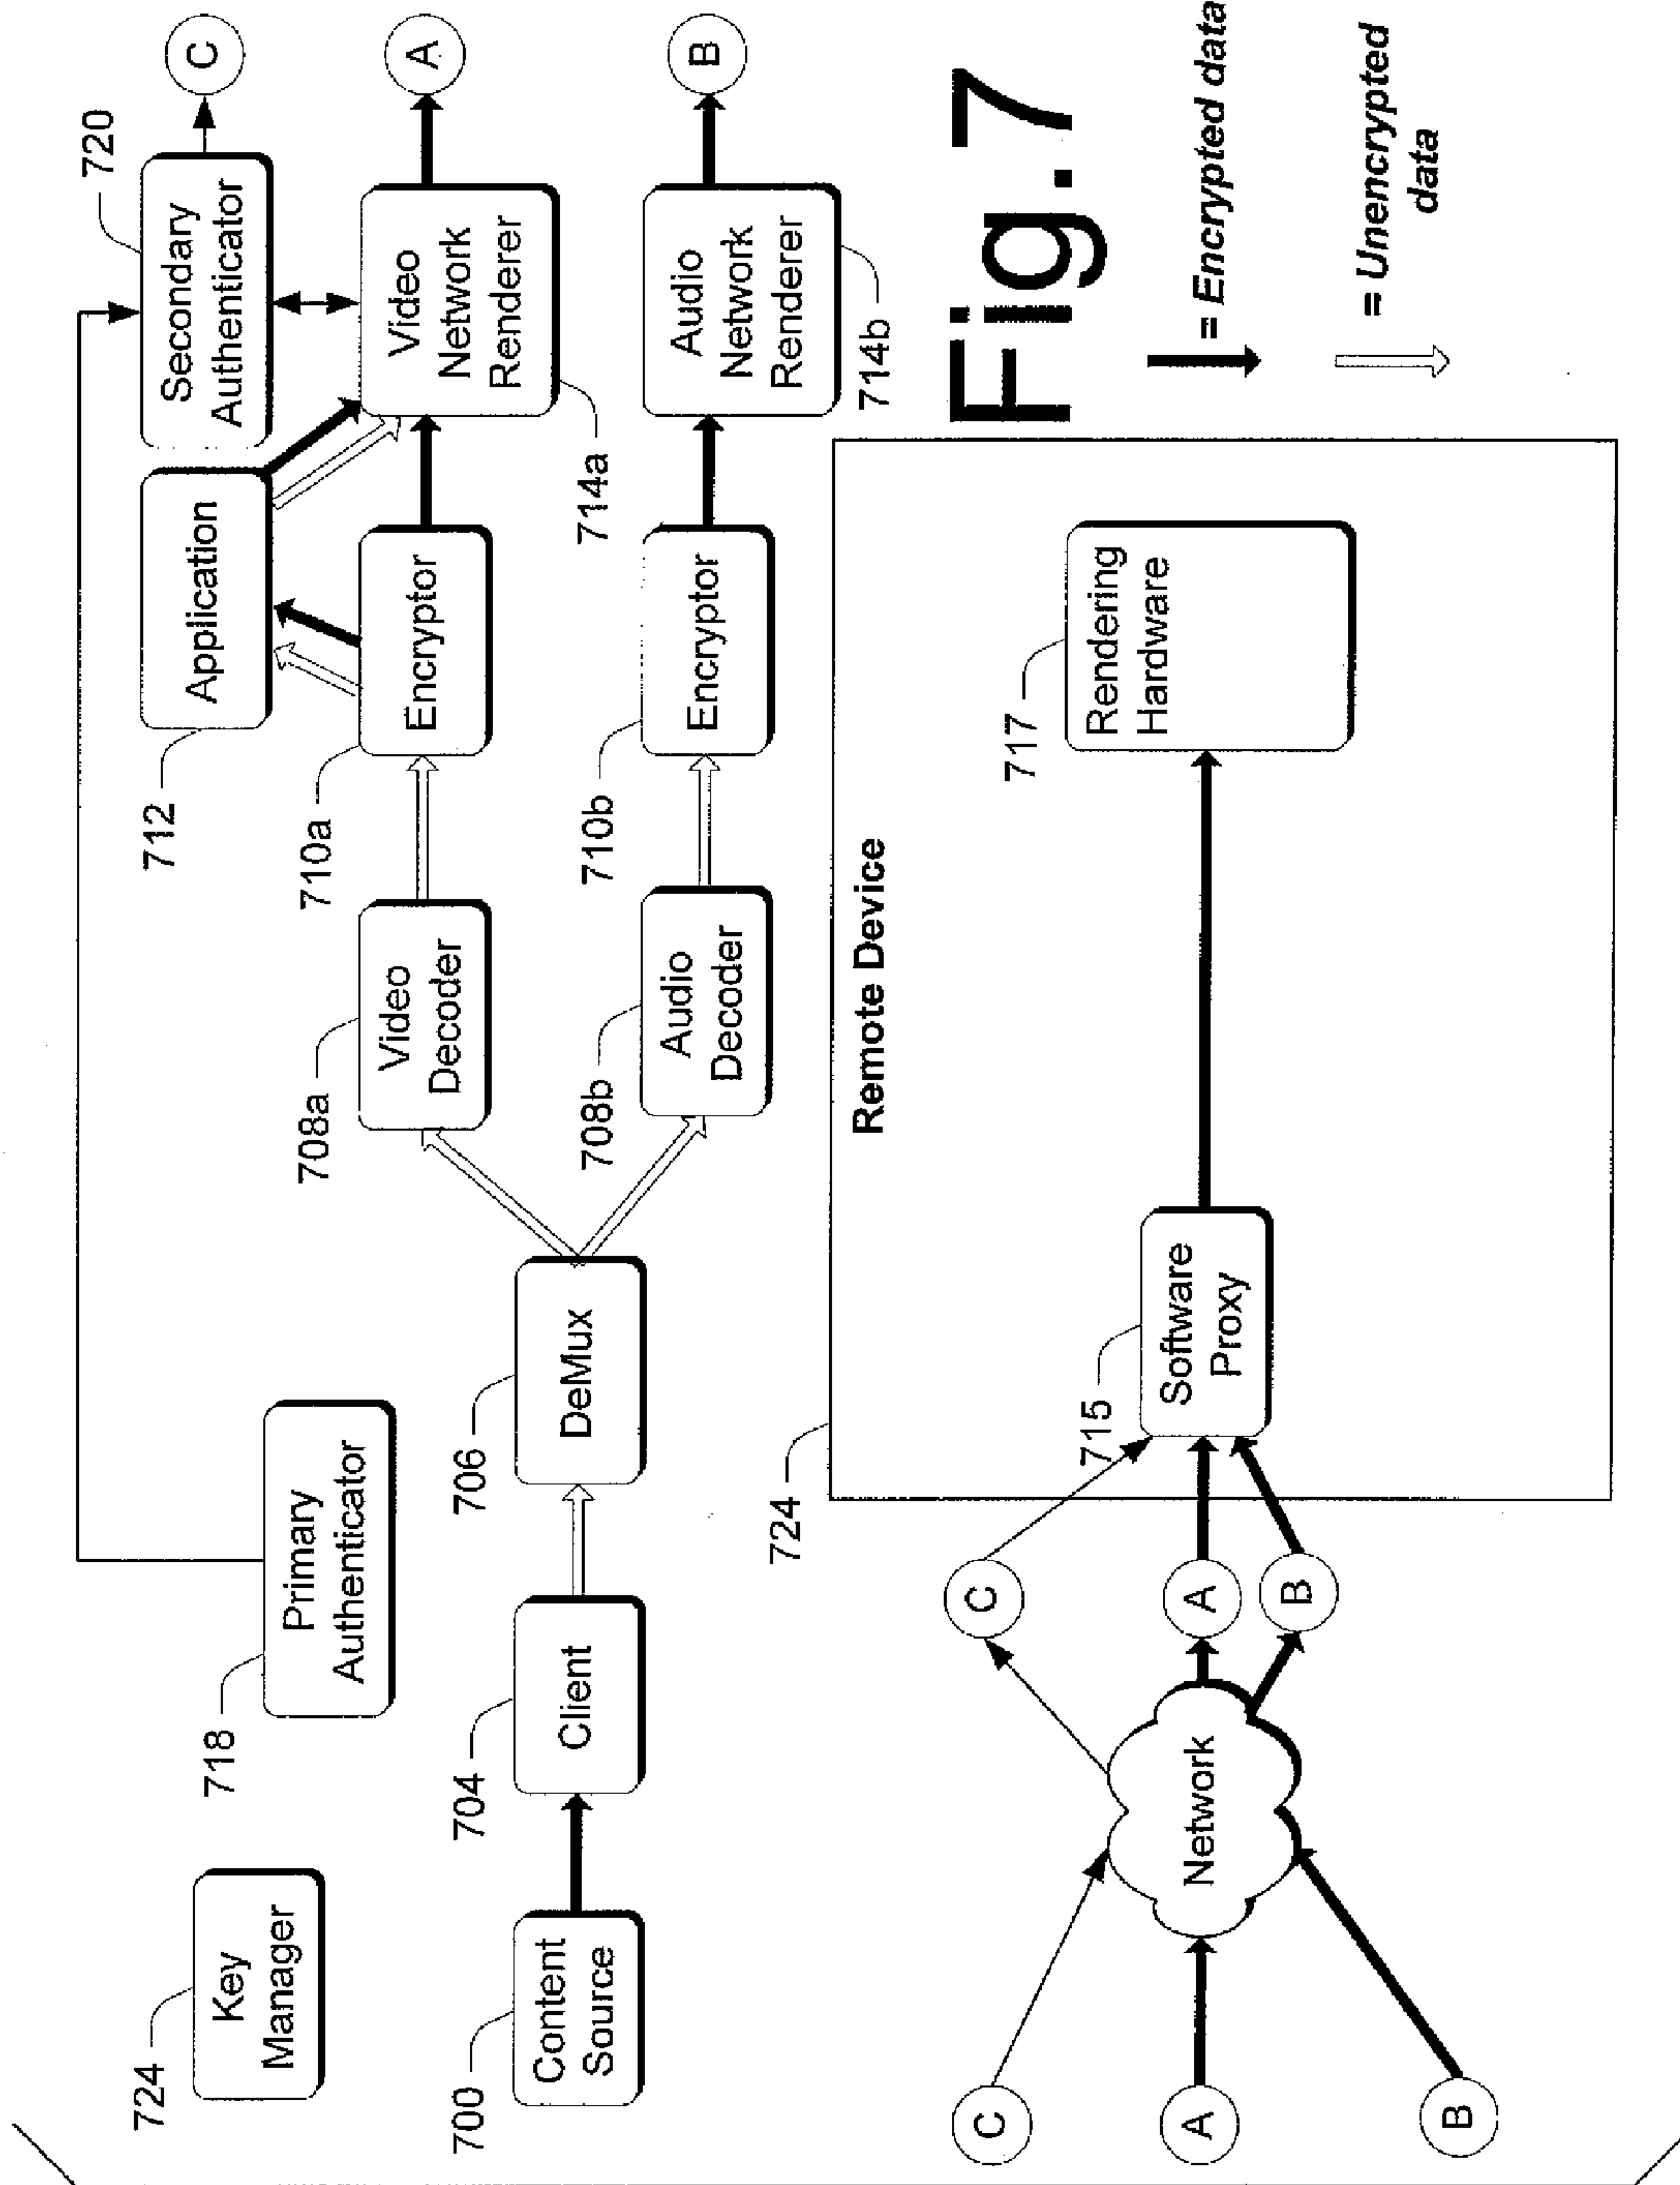 724
Key
Manager
718
Primary
Authenticator
712
Application
720
Secondary
Authenticator
C
700
Content
Source
704
Client
706
DeMux
708a
Video
Decoder
710a
Encryptor
714a
Video
Network
Renderer
A
708b
Audio
Decoder
710b
Encryptor
714b
Audio
Network
Renderer
B
C
A
B
Network
C
A
B
724
Remote Device
715
Software
Proxy
717
Rendering
Hardware
Fig.7
= Encrypted data
= Unencrypted
data